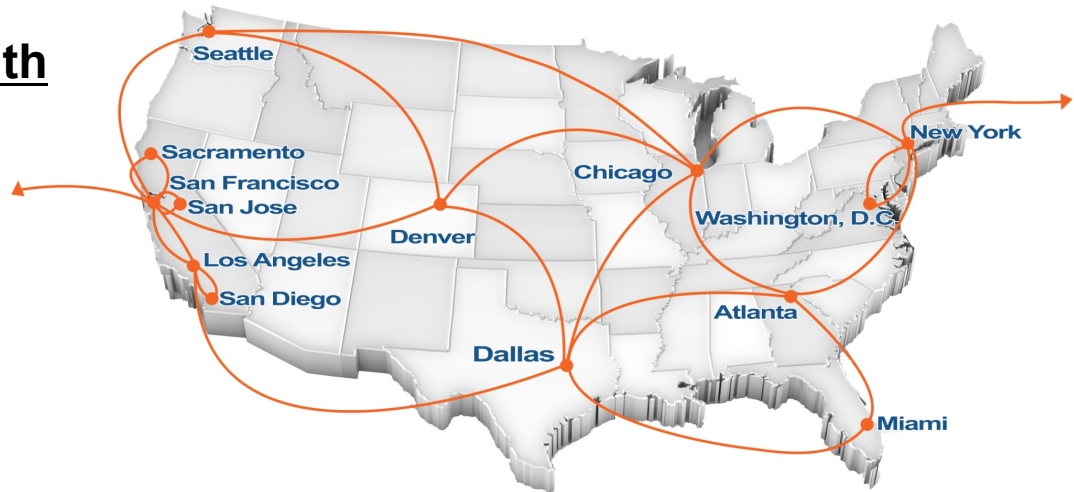 th
Seattle
Sacramento
San Francisco
San Jose
Los Angeles
San Diego
Denver
Dallas
Chicago
New York
Washington, D.C.
Atlanta
Miami